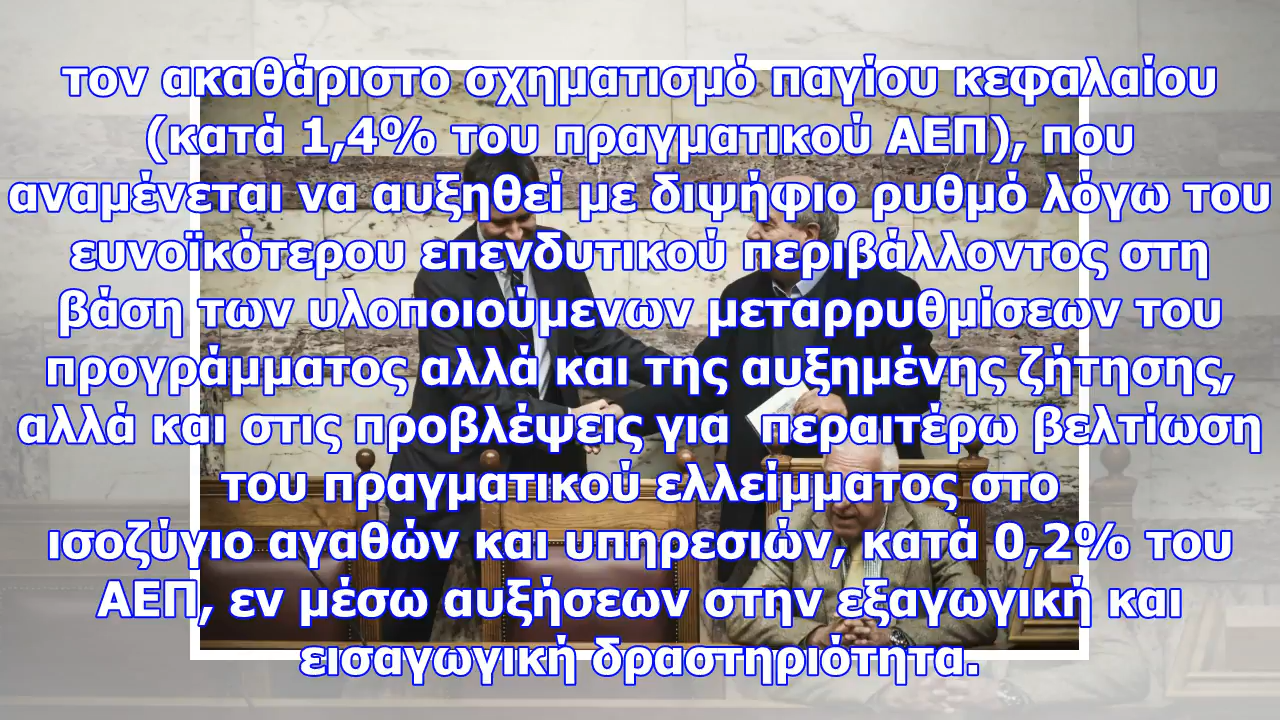 τον ακαθάριστο σχηματισμό παγίου κεφαλαίου
(κατά 1,4% του πραγματικού ΑΕΠ), που
αναμένεται να αυξηθεί με διψήφιο ρυθμό λόγω του
ευνοϊκότερου επενδυτικού περιβάλλοντος στη
βάση των υλοποιούμενων μεταρρυθμίσεων του
προγράμματος αλλά και της αυξημένης ζήτησης,
αλλά και στις προβλέψεις για  περαιτέρω βελτίωση
του πραγματικού ελλείμματος στο
ισοζύγιο αγαθών και υπηρεσιών, κατά 0,2% του
ΑΕΠ, εν μέσω αυξήσεων στην εξαγωγική και
εισαγωγική δραστηριότητα.